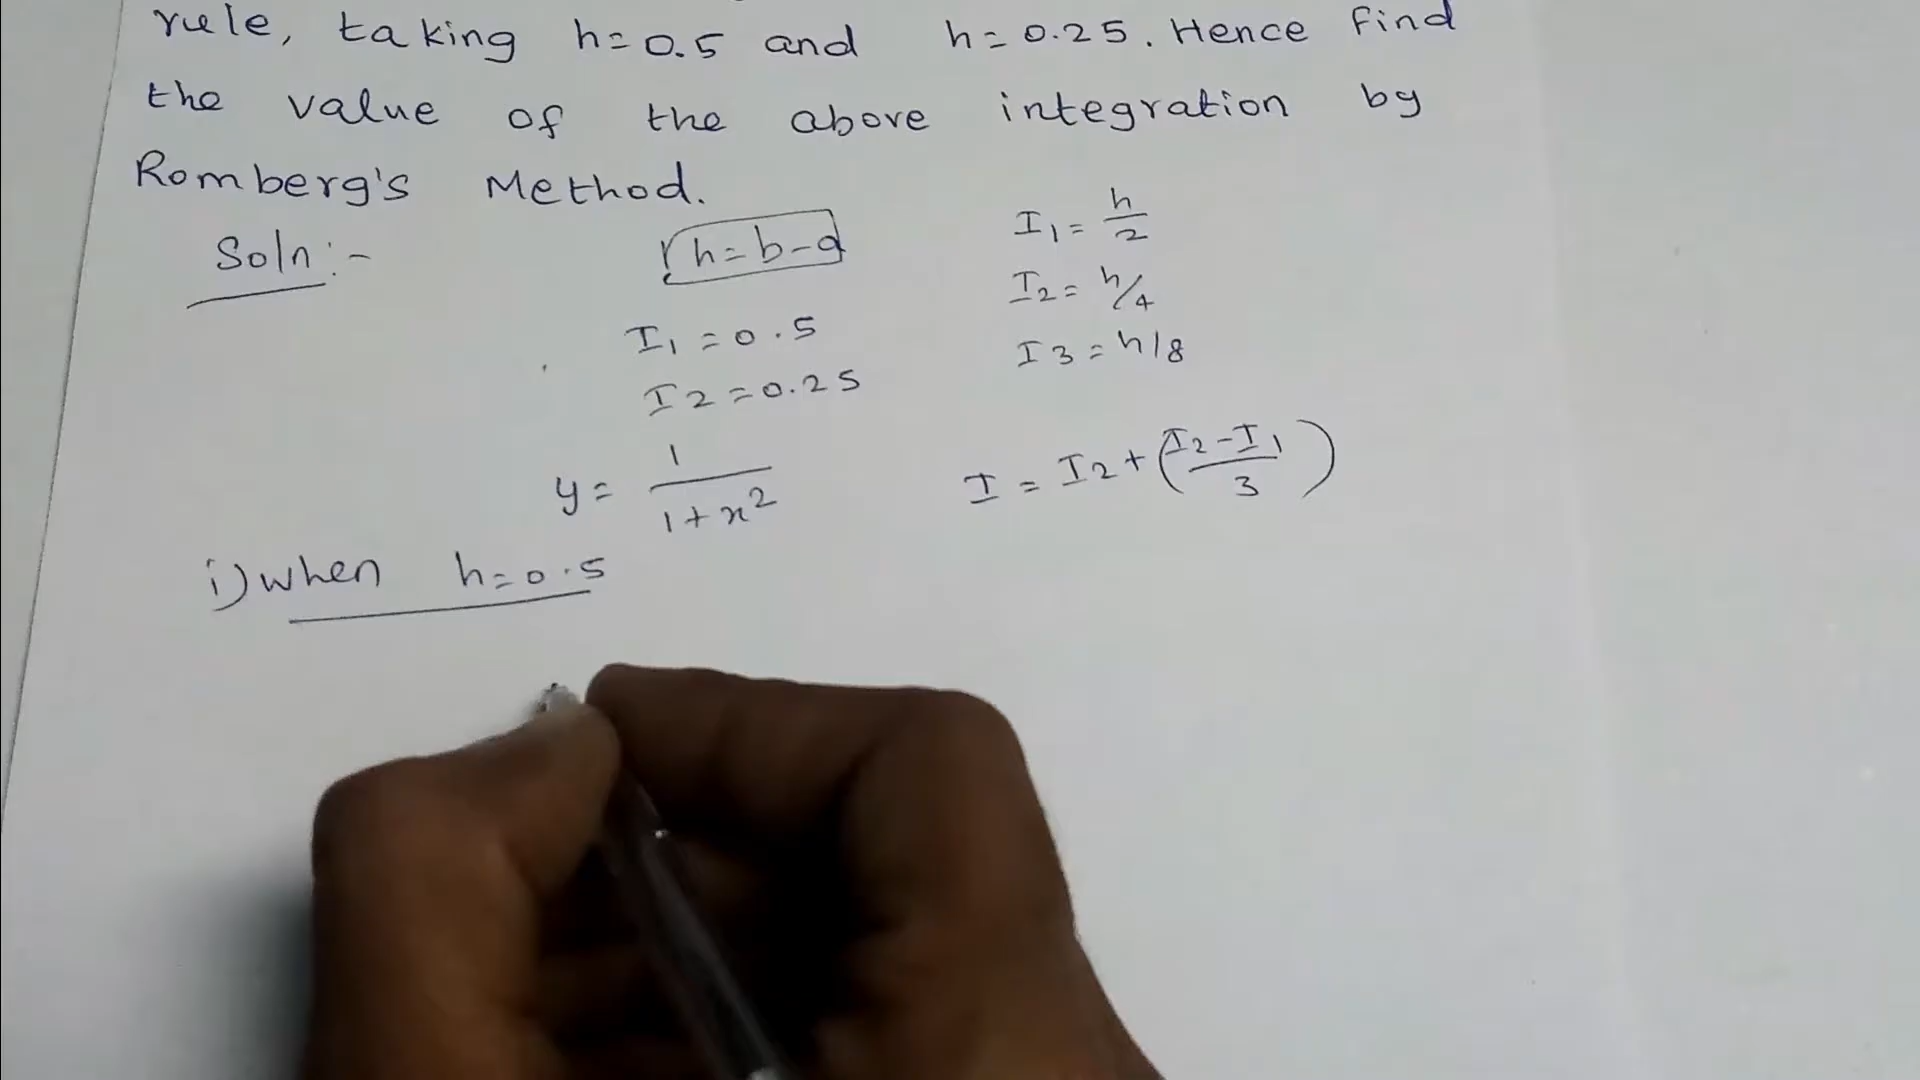 rule, taking h=0.5 and h=0.25. Hence Find
the value of the above integration by
Romberg's Method.
Soln:-
h=b-a
I1=0.5
I2=0.25
I1=h/2
I2=h/4
I3=h/8
y=1/(1+x²)
I=I2+((I2-I1)/3)
i) when h=0.5